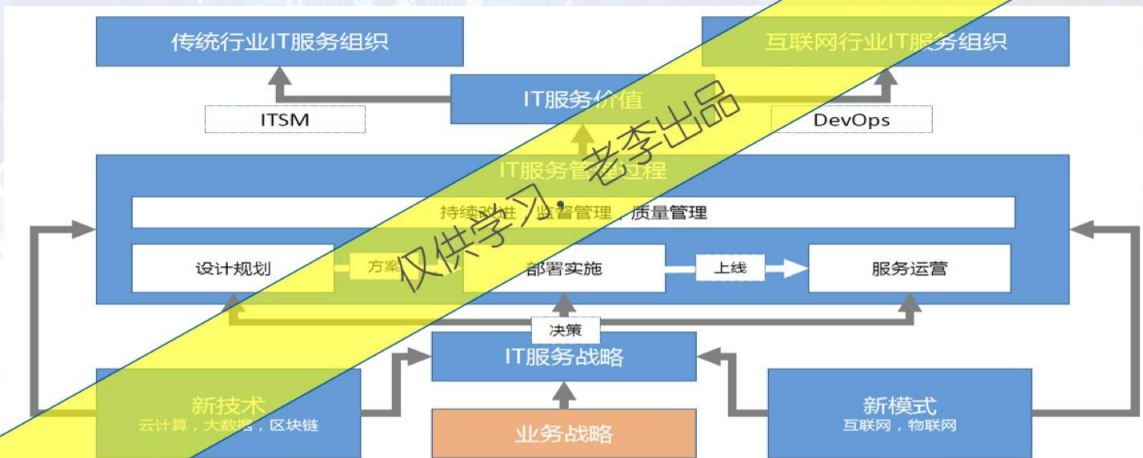 传统行业IT服务组织
互联网行业IT服务组织
IT服务价值
ITSM
DevOps
IT服务管理过程
持续改进，监督管理，质量管理
设计规划
方案
部署实施
上线
服务运营
决策
IT服务战略
新技术
云计算，大数据，区块链
新模式
互联网，物联网
业务战略
仅供学习，老李出品